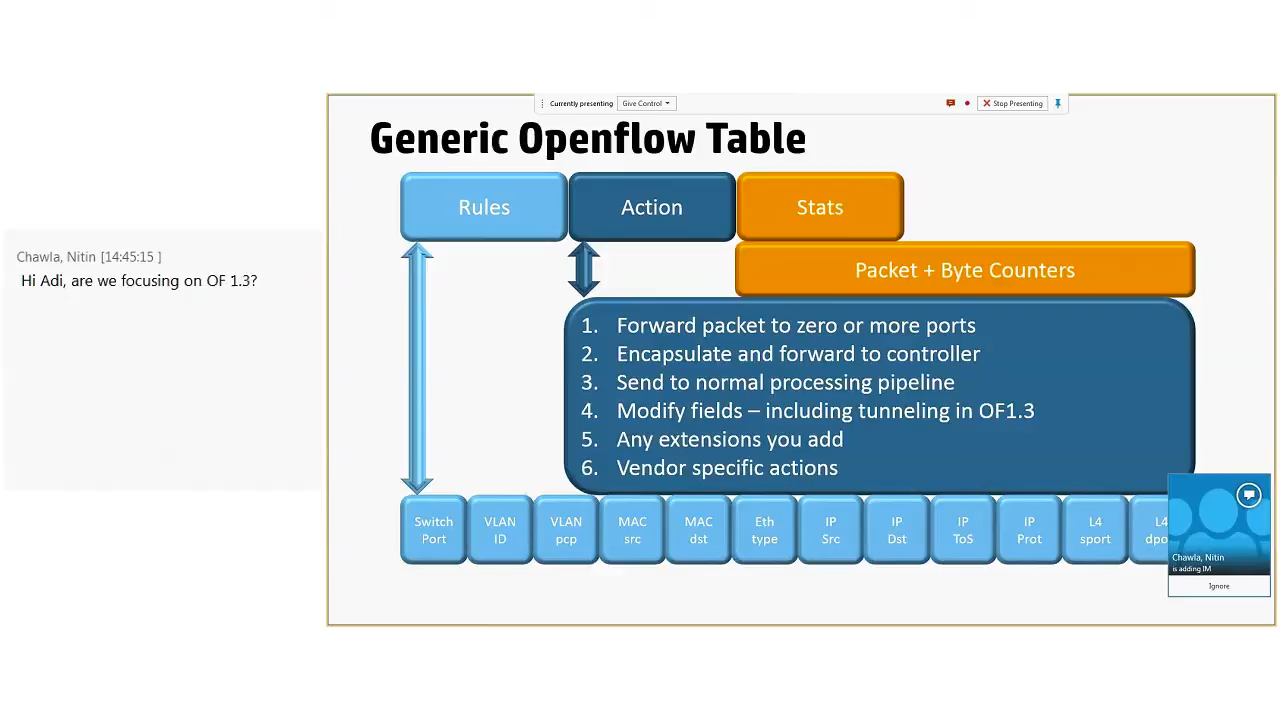 Currently presenting Give Control Stop Presenting
Generic Openflow Table
Rules Action Stats
Chawla, Nitin [14:45:15 ]
Hi Adi, are we focusing on OF 1.3?
Packet + Byte Counters
1. Forward packet to zero or more ports
2. Encapsulate and forward to controller
3. Send to normal processing pipeline
4. Modify fields – including tunneling in OF1.3
5. Any extensions you add
6. Vendor specific actions
Switch
Port
VLAN
ID
VLAN
pcp
MAC
src
MAC
dst
Eth
type
IP
Src
IP
Dst
IP
ToS
IP
Prot
L4
sport
L4
dpo
Chawla, Nitin
is adding IM
Ignore